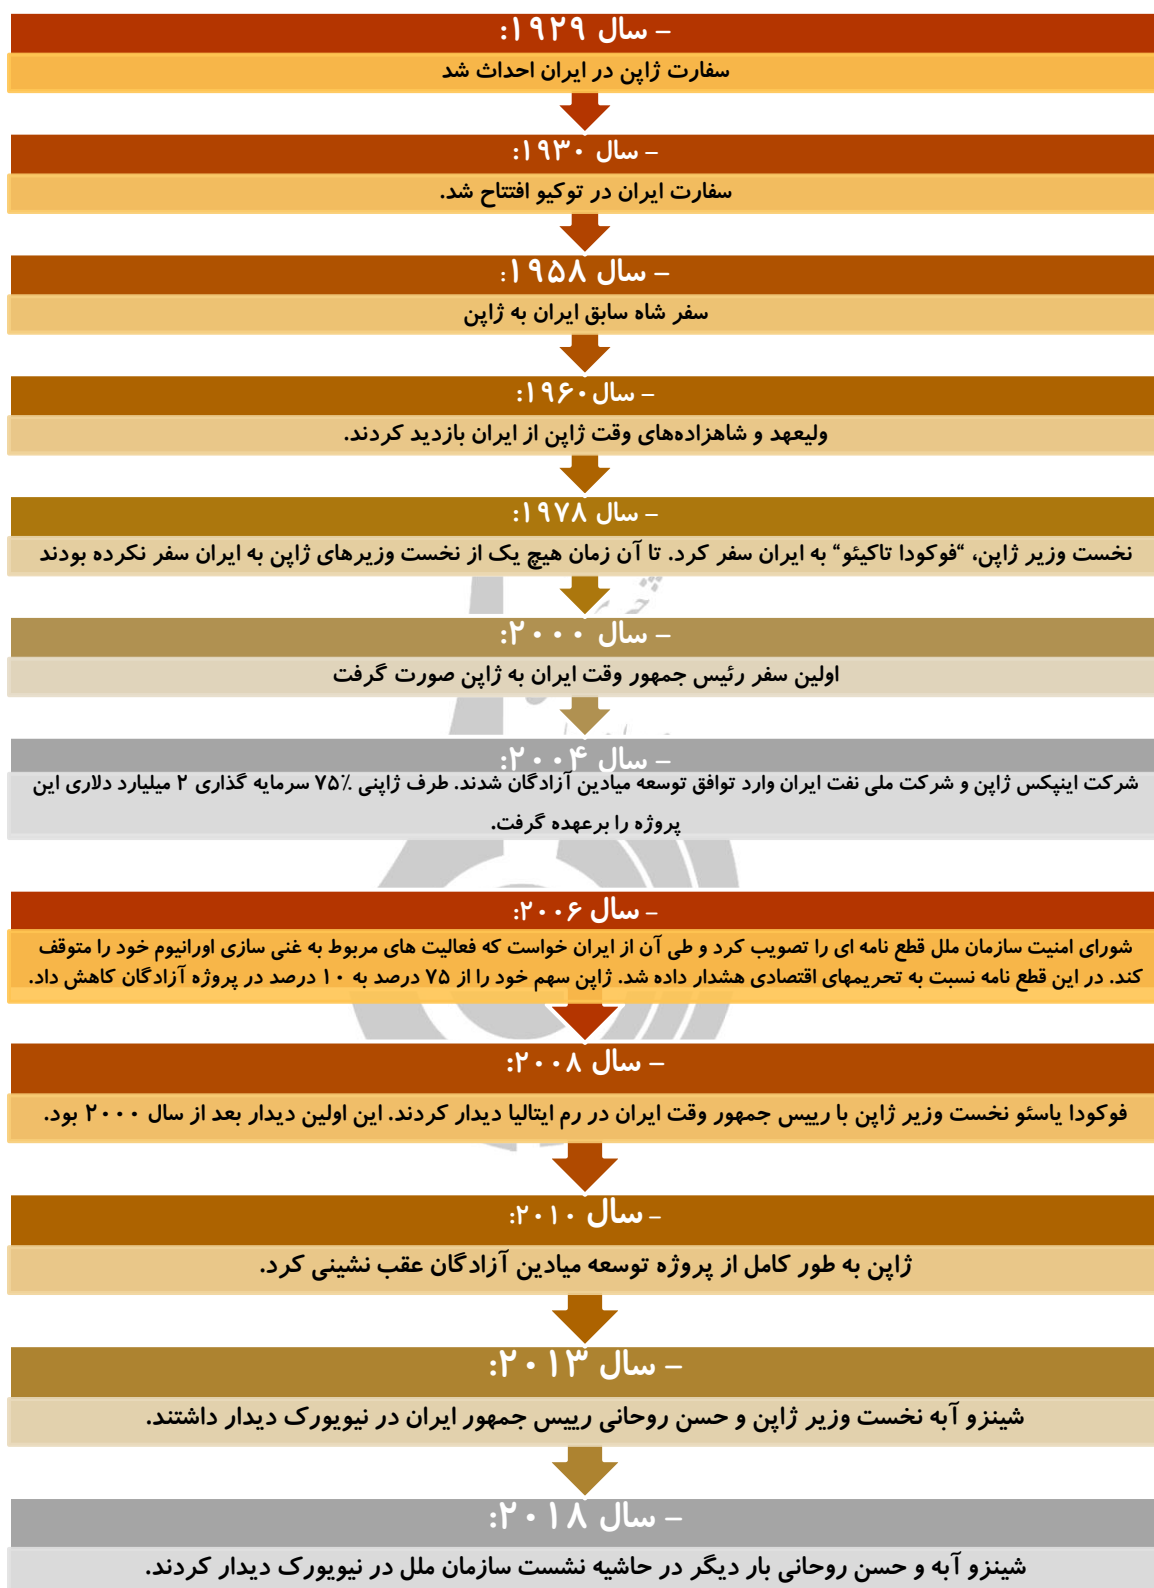 - سال ۱۹۲۹:
سفارت ژاپن در ایران احداث شد
- سال ۱۹۳۰:
سفارت ایران در توکیو افتتاح شد.
- سال ۱۹۵۸:
سفر شاه سابق ایران به ژاپن
- سال۱۹۶۰:
ولیعهد و شاهزاده‌های وقت ژاپن از ایران بازدید کردند.
- سال ۱۹۷۸:
نخست وزیر ژاپن، “فوکودا تاکیئو“ به ایران سفر کرد. تا آن زمان هیچ یک از نخست وزیرهای ژاپن به ایران سفر نکرده بودند
- سال ۲۰۰۰:
اولین سفر رئیس جمهور وقت ایران به ژاپن صورت گرفت
- سال ۲۰۰۴:
شرکت اینپکس ژاپن و شرکت ملی نفت ایران وارد توافق توسعه میادین آزادگان شدند. طرف ژاپنی ۷۵٪ سرمایه گذاری ۲ میلیارد دلاری این
پروژه را برعهده گرفت.
- سال ۲۰۰۶:
شورای امنیت سازمان ملل قطع نامه ای را تصویب کرد و طی آن از ایران خواست که فعالیت های مربوط به غنی سازی اورانیوم خود را متوقف
کند. در این قطع نامه نسبت به تحریمهای اقتصادی هشدار داده شد. ژاپن سهم خود را از ۷۵ درصد به ۱۰ درصد در پروژه آزادگان کاهش داد.
- سال ۲۰۰۸:
فوکودا یاسئو نخست وزیر ژاپن با رییس جمهور وقت ایران در رم ایتالیا دیدار کردند. این اولین دیدار بعد از سال ۲۰۰۰ بود.
- سال ۲۰۱۰:
ژاپن به طور کامل از پروژه توسعه میادین آزادگان عقب نشینی کرد.
- سال ۲۰۱۳:
شینزو آبه نخست وزیر ژاپن و حسن روحانی رییس جمهور ایران در نیویورک دیدار داشتند.
- سال ۲۰۱۸:
شینزو آبه و حسن روحانی بار دیگر در حاشیه نشست سازمان ملل در نیویورک دیدار کردند.